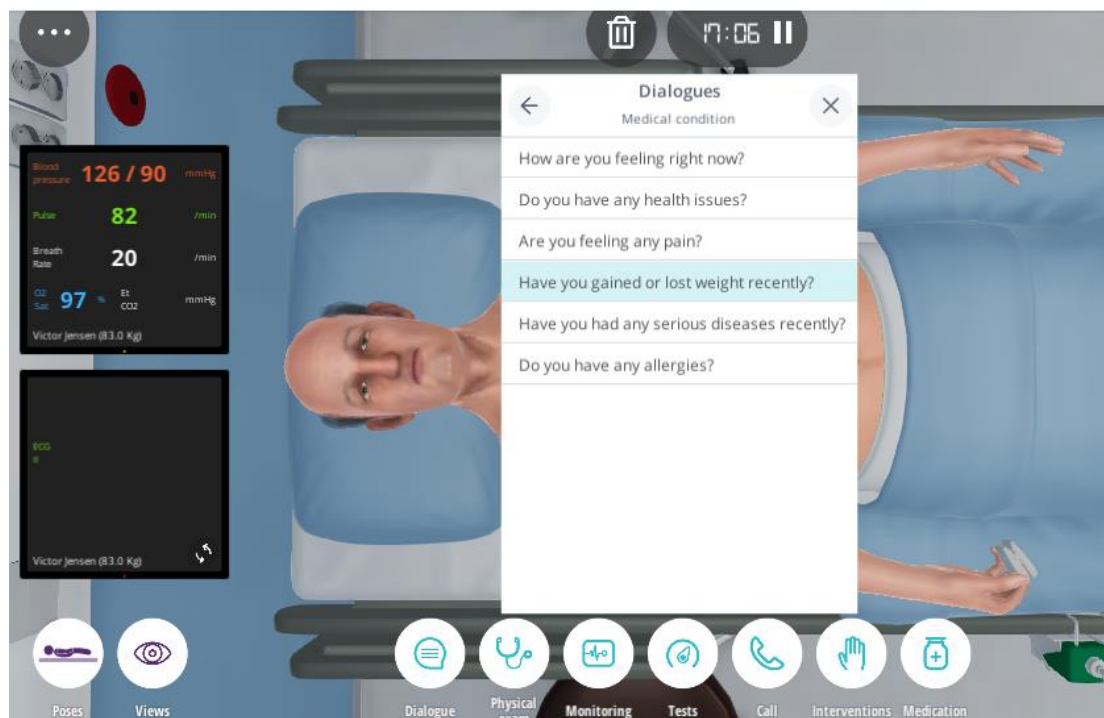 17:06
Dialogues
Medical condition
How are you feeling right now?
Do you have any health issues?
Are you feeling any pain?
Have you gained or lost weight recently?
Have you had any serious diseases recently?
Do you have any allergies?
Blood pressure 126 / 90 mmHg
Pulse 82 /min
Breath Rate 20 /min
O2 Sat 97 % Et CO2 mmHg
Victor Jensen (83.0 Kg)
ECG
II
Victor Jensen (83.0 Kg)
Poses
Views
Dialogue
Physical exam
Monitoring
Tests
Call
Interventions
Medication